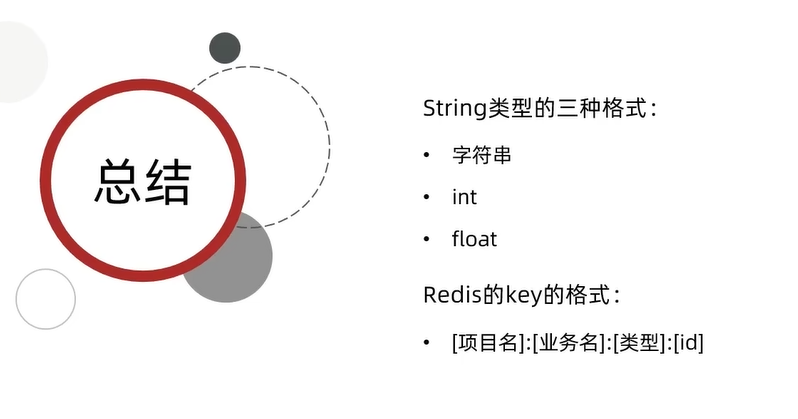 总结
String类型的三种格式：
• 字符串
• int
• float
Redis的key的格式：
• [项目名]:[业务名]:[类型]:[id]